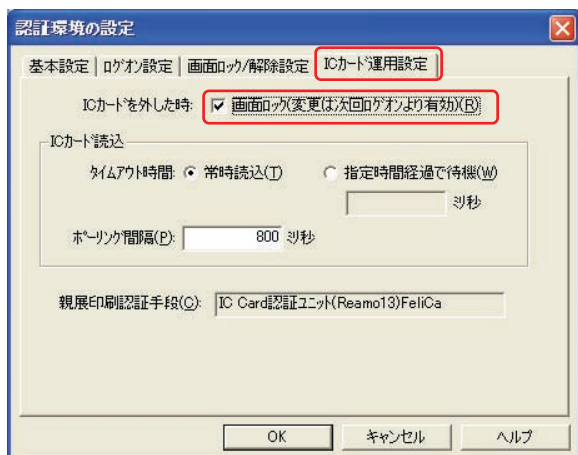 認証環境の設定
基本設定 ログオン設定 画面ロック/解除設定 ICカード運用設定
ICカードを外した時: 画面ロック(変更は次回ログオンより有効)(R)
ICカード読込
タイムアウト時間: 常時読込(T) 指定時間経過で待機(W)
ミリ秒
ポーリング間隔(P): 800 ミリ秒
親展印刷認証手段(C): IC Card認証ユニット(Reamo13)FeliCa
OK キャンセル ヘルプ